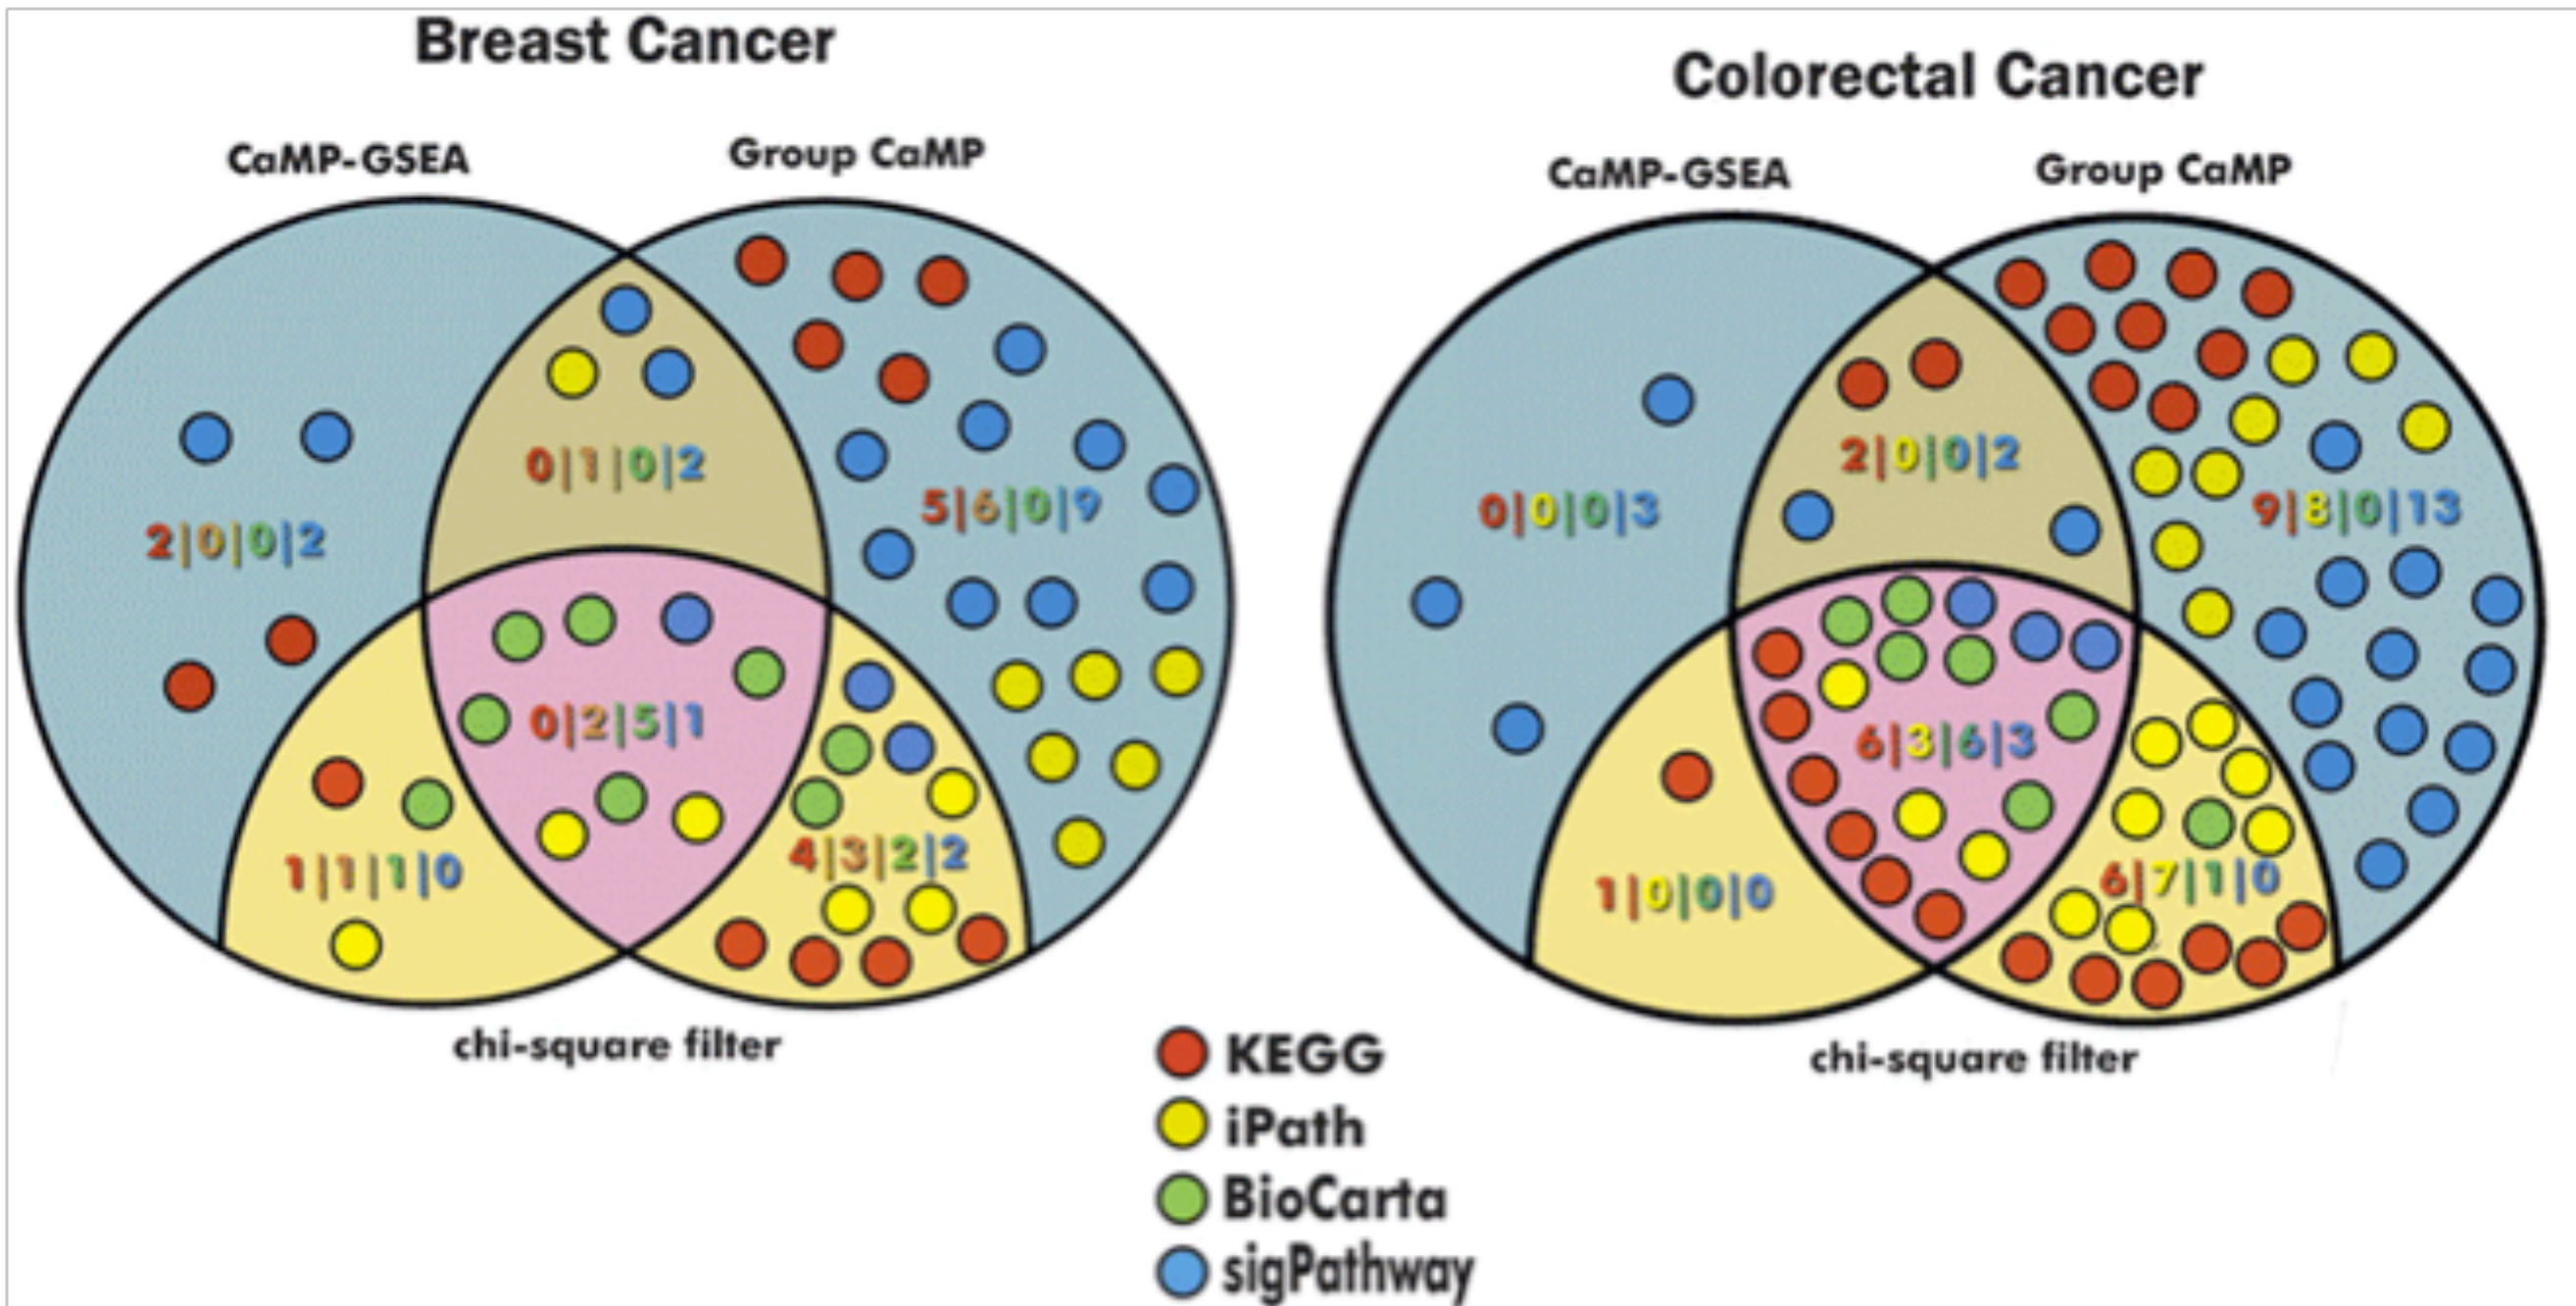 Breast Cancer
CaMP-GSEA
Group CaMP
0|1|0|2
5|6|0|9
2|0|0|2
0|2|5|1
4|3|2|2
1|1|1|0
chi-square filter
Colorectal Cancer
CaMP-GSEA
Group CaMP
2|0|0|2
0|0|0|3
9|8|0|13
6|3|6|3
6|7|1|0
1|0|0|0
chi-square filter
KEGG
iPath
BioCarta
sigPathway